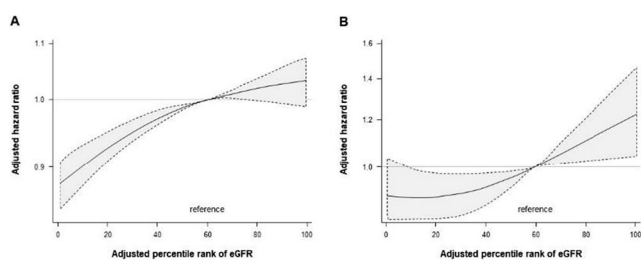 A
Adjusted hazard ratio
1.1
1.0
0.9
reference
0 20 40 60 80 100
Adjusted percentile rank of eGFR
B
Adjusted hazard ratio
1.6
1.4
1.2
1.0
reference
0 20 40 60 80 100
Adjusted percentile rank of eGFR